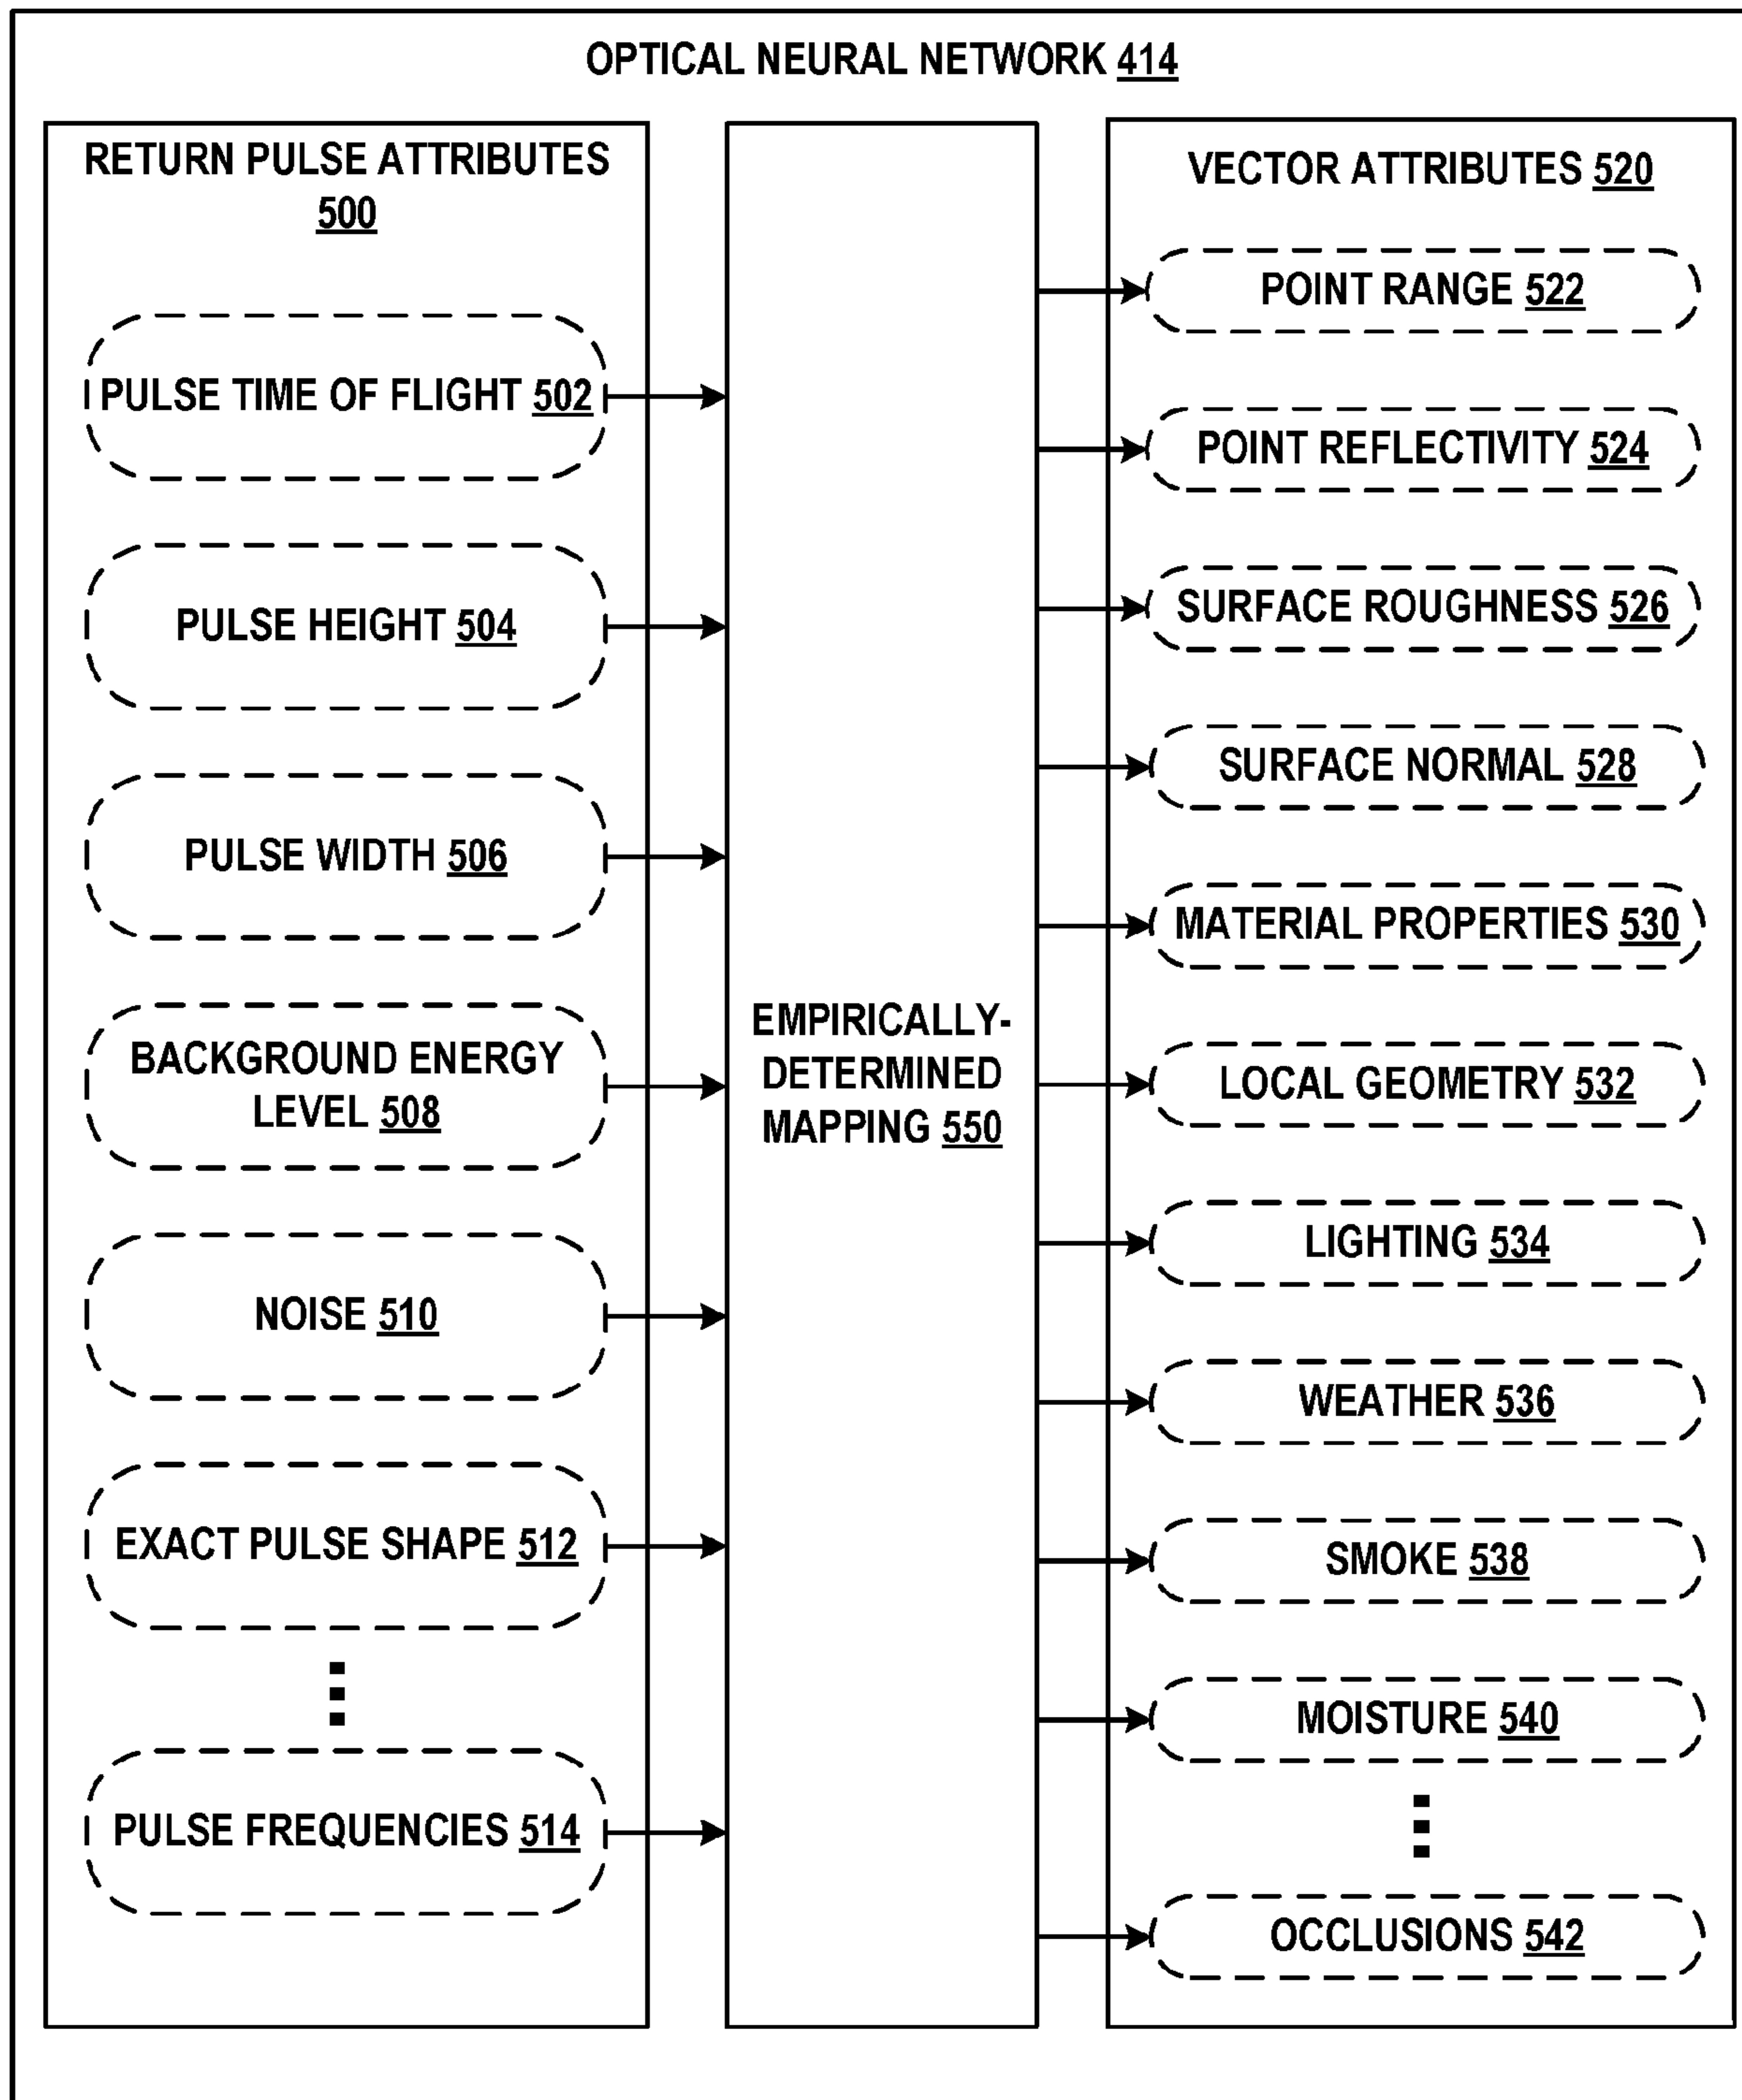 OPTICAL NEURAL NETWORK 414
RETURN PULSE ATTRIBUTES
500
PULSE TIME OF FLIGHT 502
PULSE HEIGHT 504
PULSE WIDTH 506
BACKGROUND ENERGY
LEVEL 508
NOISE 510
EXACT PULSE SHAPE 512
PULSE FREQUENCIES 514
EMPIRICALLY-
DETERMINED
MAPPING 550
VECTOR ATTRIBUTES 520
POINT RANGE 522
POINT REFLECTIVITY 524
SURFACE ROUGHNESS 526
SURFACE NORMAL 528
MATERIAL PROPERTIES 530
LOCAL GEOMETRY 532
LIGHTING 534
WEATHER 536
SMOKE 538
MOISTURE 540
OCCLUSIONS 542